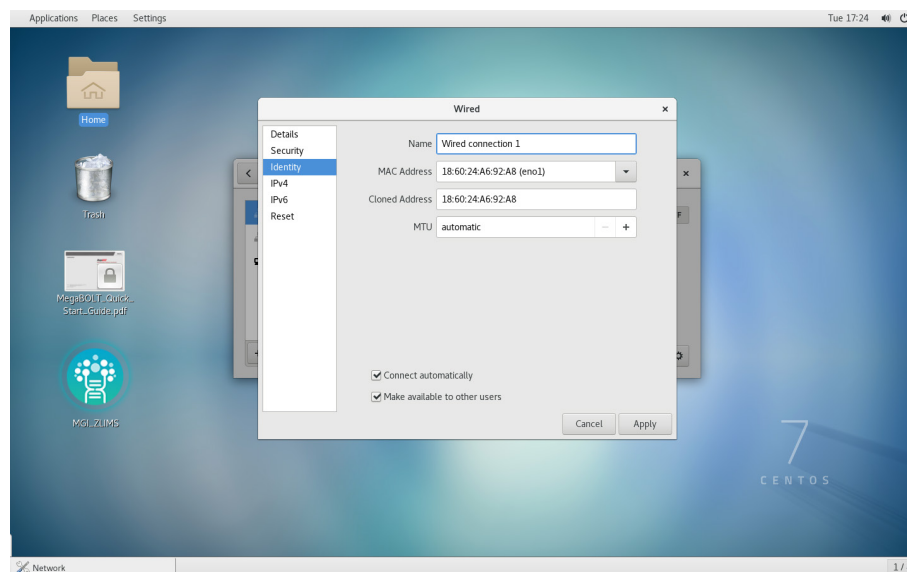 Applications Places Settings Tue 17:24
Home
Trash
MegaBOLT_Quick_
Start_Guide.pdf
MGI_ZLIMS
Wired
Details
Security
Identity
IPv4
IPv6
Reset
Name Wired connection 1
MAC Address 18:60:24:A6:92:A8 (eno1)
Cloned Address 18:60:24:A6:92:A8
MTU automatic − +
Connect automatically
Make available to other users
Cancel Apply
7
CENTOS
Network 1 /